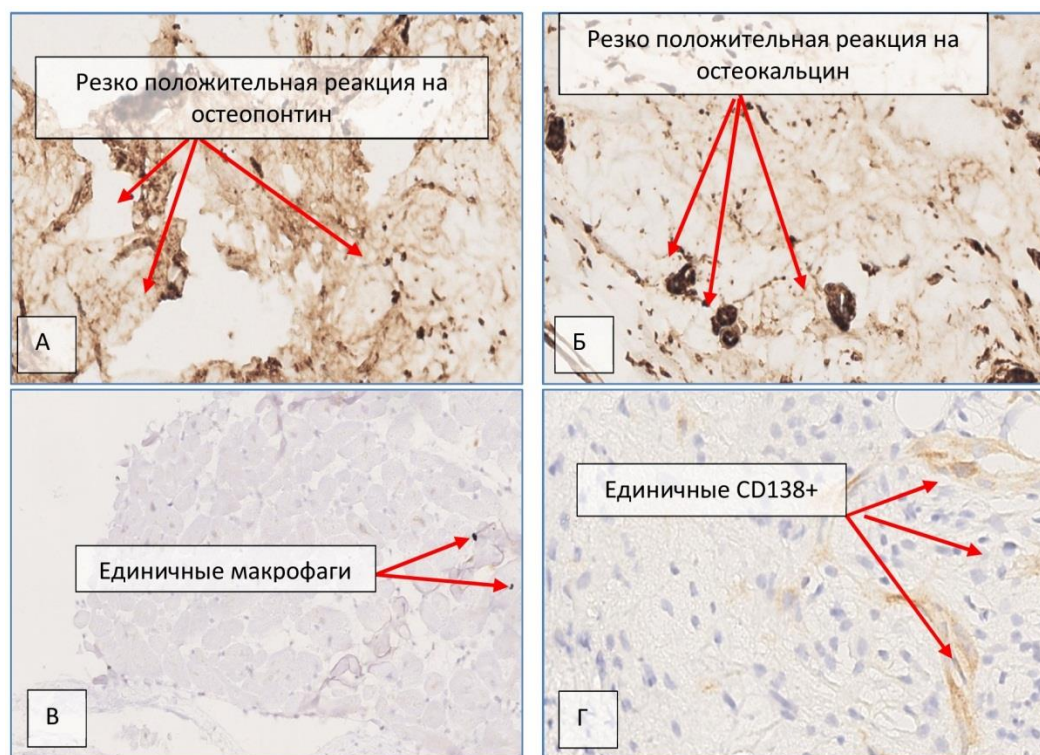 Резко положительная реакция на
остеопонтин
А
Резко положительная реакция на
остеокальцин
Б
Единичные макрофаги
В
Единичные CD138+
Г